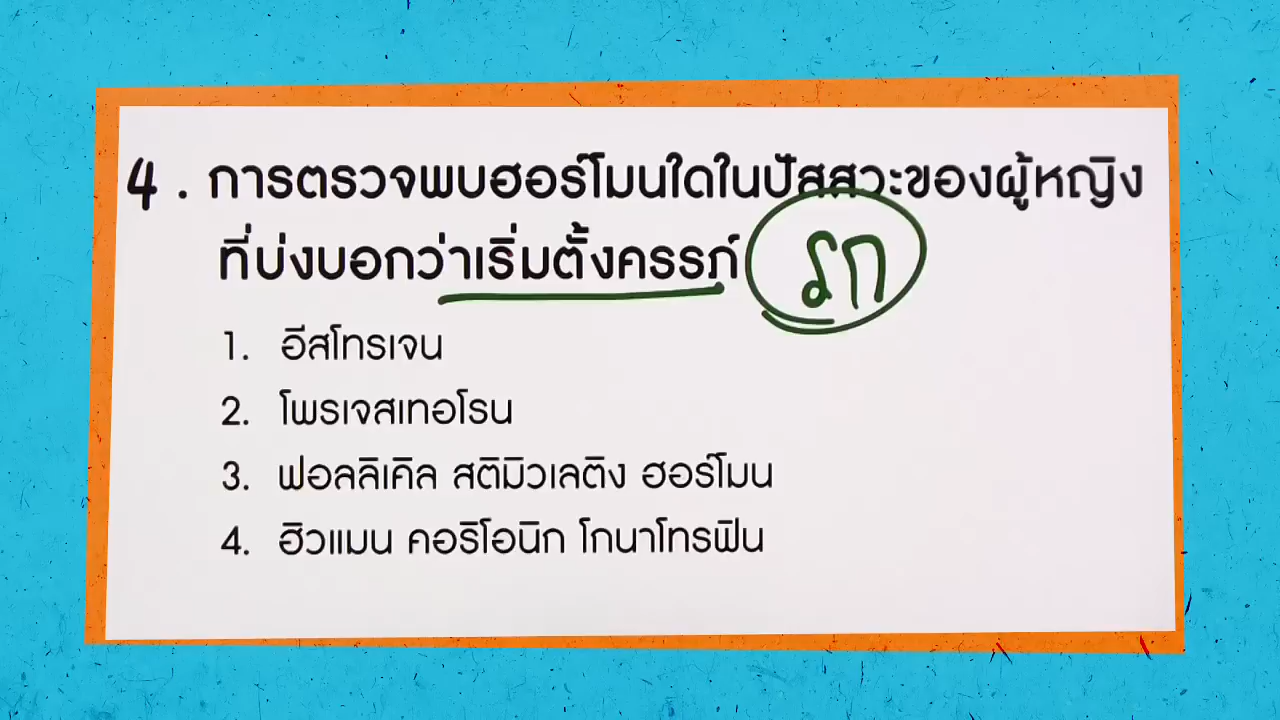 4. การตรวจพบฮอร์โมนใดในปัสสาวะของผู้หญิง
ที่บ่งบอกว่าเริ่มตั้งครรภ์ รก
1. อีสโทรเจน
2. โพรเจสเทอโรน
3. ฟอลลิเคิล สติมิวเลติง ฮอร์โมน
4. ฮิวแมน คอริโอนิก โกนาโทรฟิน